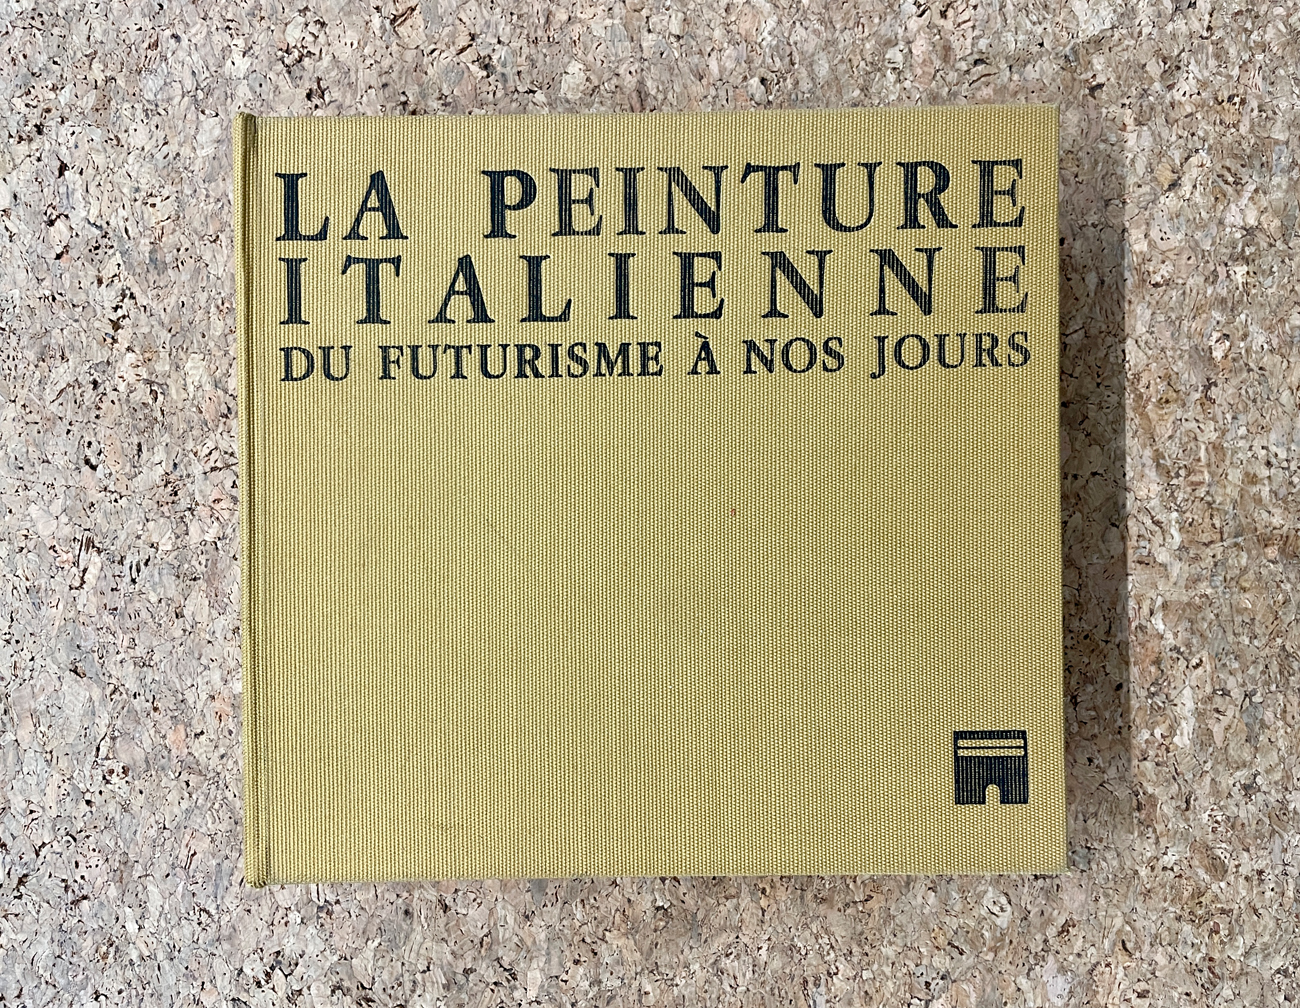 LA PEINTURE
ITALIENNE
DU FUTURISME À NOS JOURS